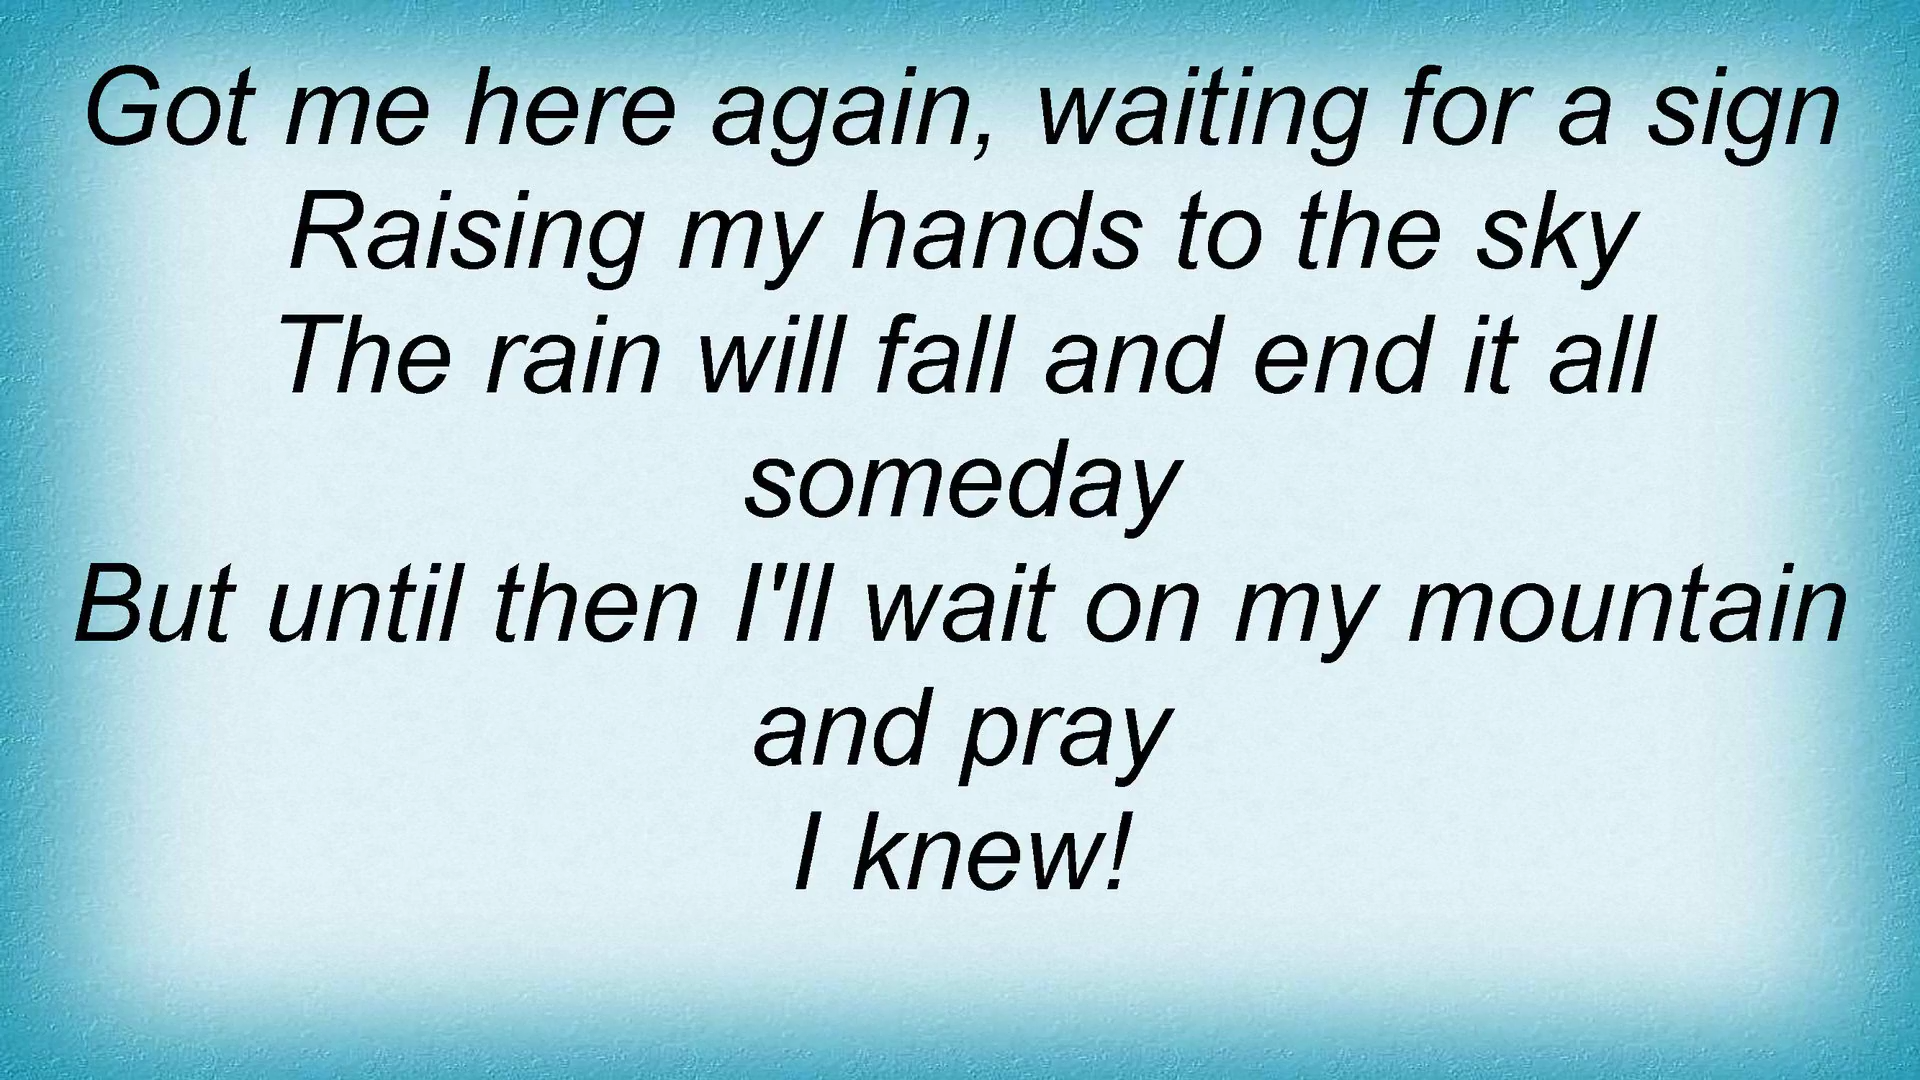 Got me here again, waiting for a sign
Raising my hands to the sky
The rain will fall and end it all
someday
But until then I'll wait on my mountain
and pray
I knew!